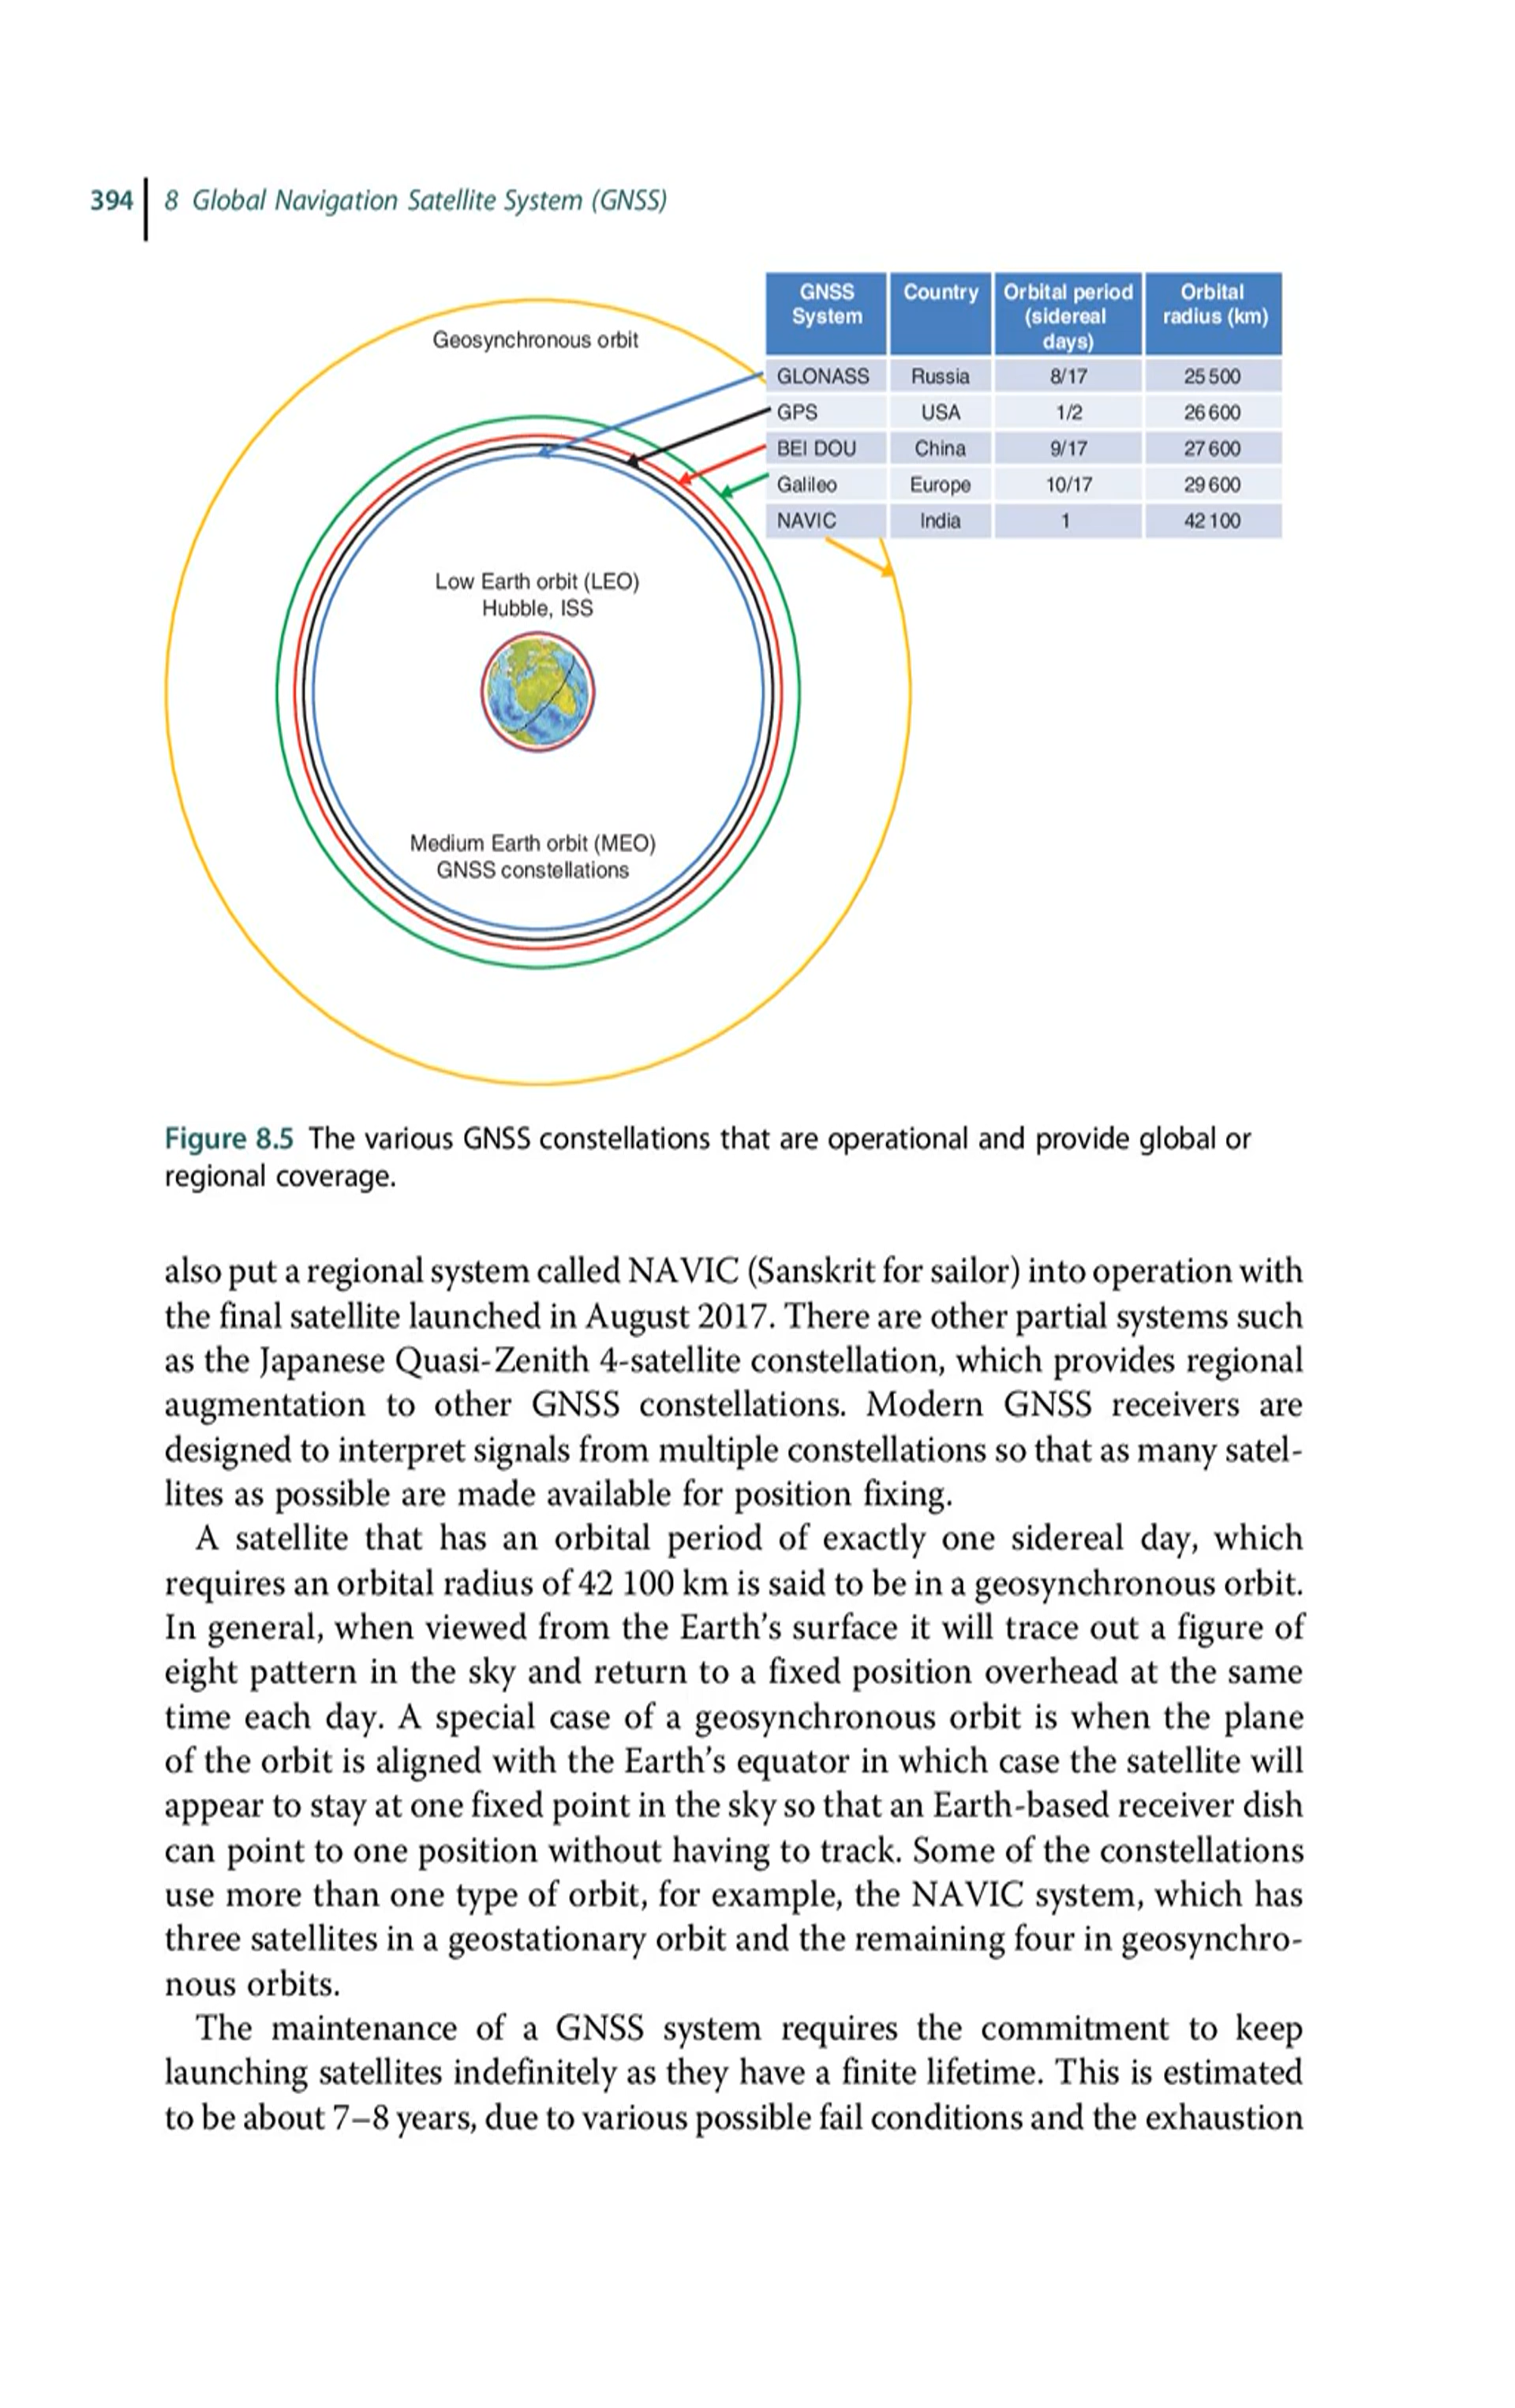 394 8 Global Navigation Satellite System (GNSS)
GNSS System Country Orbital period (sidereal days) Orbital radius (km)
GLONASS Russia 8/17 25 500
GPS USA 1/2 26 600
BEI DOU China 9/17 27 600
Galileo Europe 10/17 29 600
NAVIC India 1 42 100
Geosynchronous orbit
Low Earth orbit (LEO)
Hubble, ISS
Medium Earth orbit (MEO)
GNSS constellations
Figure 8.5 The various GNSS constellations that are operational and provide global or
regional coverage.
also put a regional system called NAVIC (Sanskrit for sailor) into operation with
the final satellite launched in August 2017. There are other partial systems such
as the Japanese Quasi-Zenith 4-satellite constellation, which provides regional
augmentation to other GNSS constellations. Modern GNSS receivers are
designed to interpret signals from multiple constellations so that as many satel-
lites as possible are made available for position fixing.
A satellite that has an orbital period of exactly one sidereal day, which
requires an orbital radius of 42 100 km is said to be in a geosynchronous orbit.
In general, when viewed from the Earth's surface it will trace out a figure of
eight pattern in the sky and return to a fixed position overhead at the same
time each day. A special case of a geosynchronous orbit is when the plane
of the orbit is aligned with the Earth's equator in which case the satellite will
appear to stay at one fixed point in the sky so that an Earth-based receiver dish
can point to one position without having to track. Some of the constellations
use more than one type of orbit, for example, the NAVIC system, which has
three satellites in a geostationary orbit and the remaining four in geosynchro-
nous orbits.
The maintenance of a GNSS system requires the commitment to keep
launching satellites indefinitely as they have a finite lifetime. This is estimated
to be about 7–8 years, due to various possible fail conditions and the exhaustion